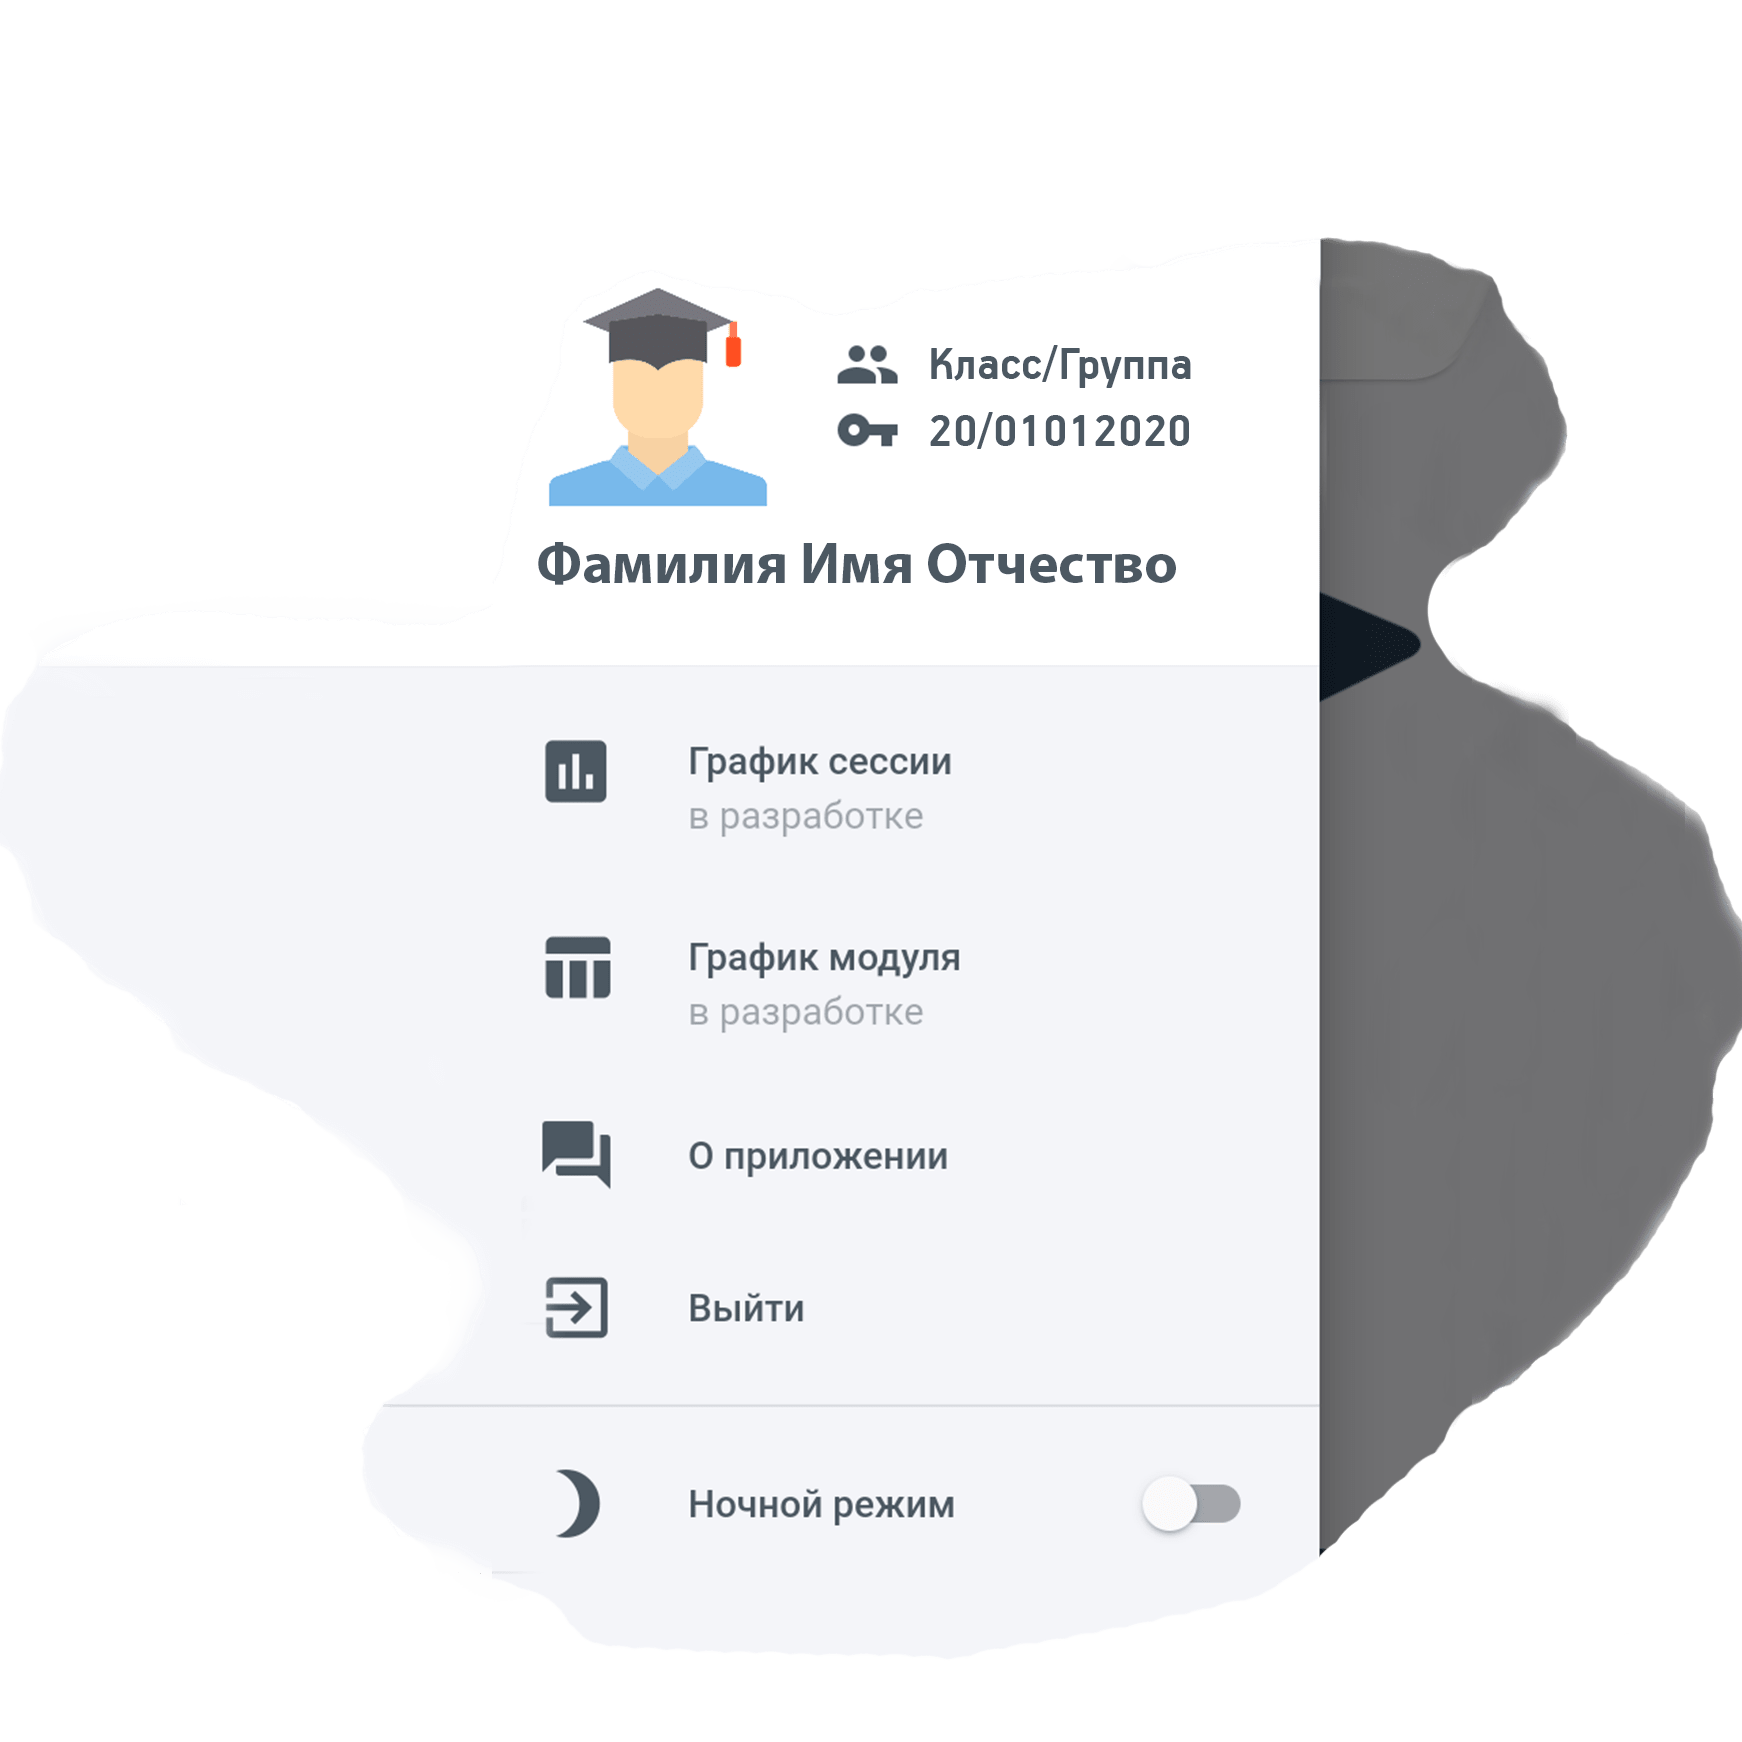 Класс/Группа
20/01012020
Фамилия Имя Отчество
График сессии
в разработке
График модуля
в разработке
О приложении
Выйти
Ночной режим